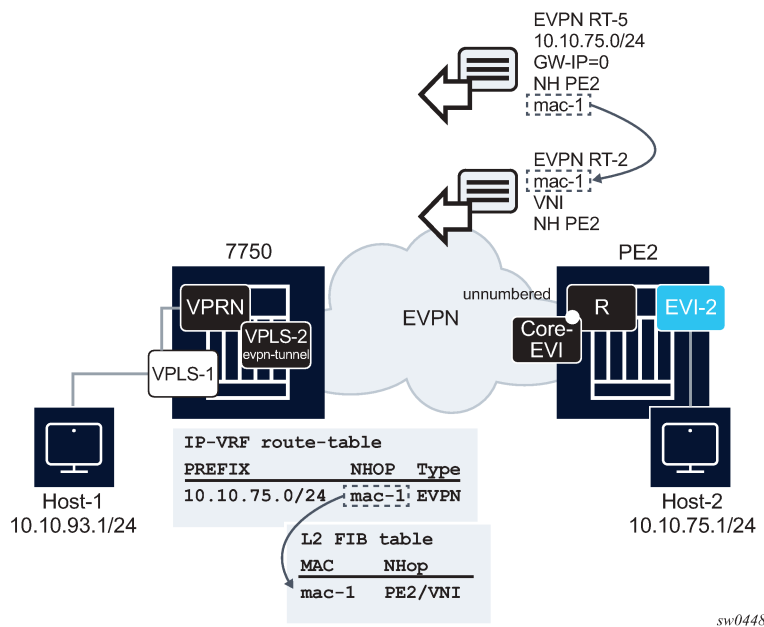 EVPN RT-5
10.10.75.0/24
GW-IP=0
NH PE2
mac-1
EVPN RT-2
mac-1
VNI
NH PE2
7750
PE2
VPRN
VPLS-2
evpn-tunnel
VPLS-1
EVPN
unnumbered
Core-
EVI
R
EVI-2
Host-1
10.10.93.1/24
Host-2
10.10.75.1/24
IP-VRF route-table
PREFIX NHOP Type
10.10.75.0/24 mac-1 EVPN
L2 FIB table
MAC NHop
mac-1 PE2/VNI
sw0448